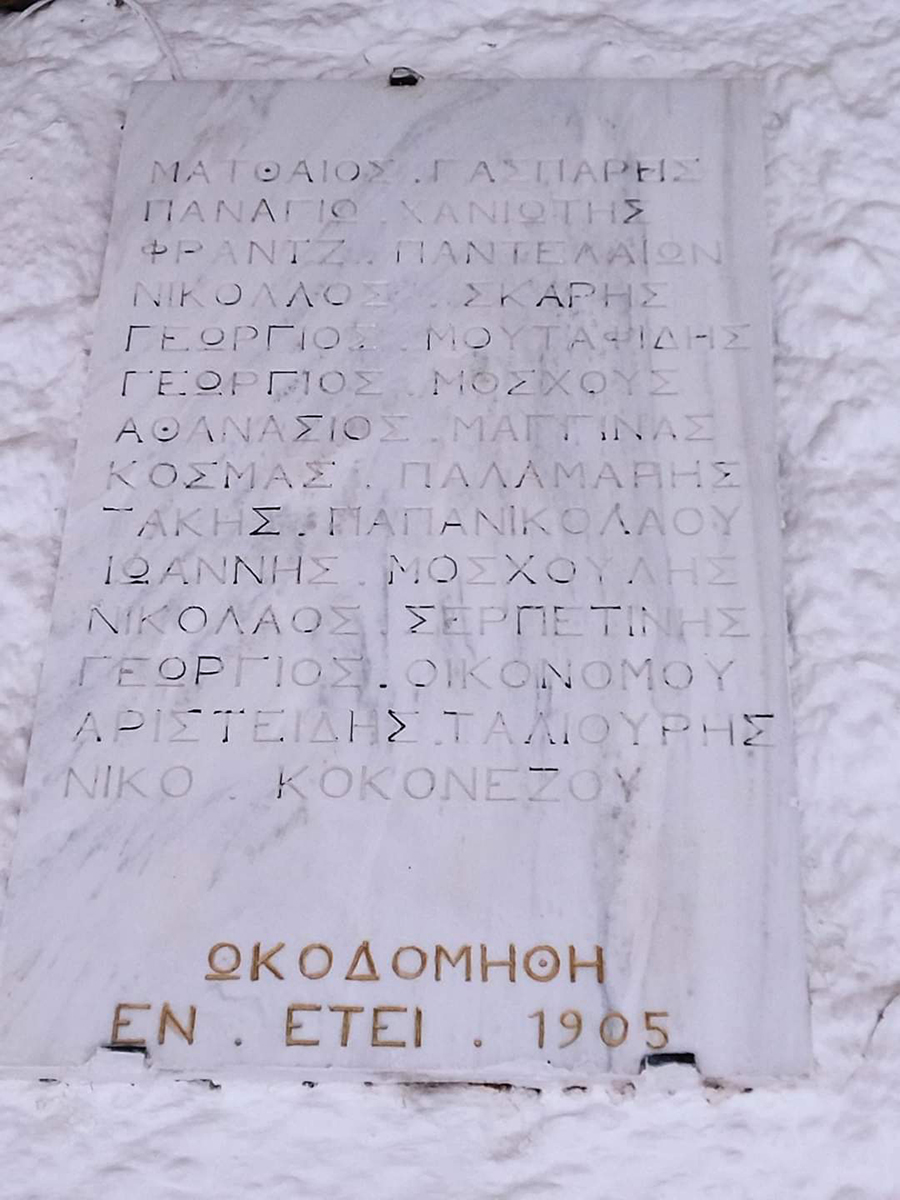 ΜΑΤΘΑΙΟΣ . ΓΑΣΠΑΡΗΣ
ΠΑΝΑΓΙΩ . ΧΑΝΙΩΤΗΣ
ΦΡΑΝΤΖ . ΠΑΝΤΕΛΑΙΩΝ
ΝΙΚΟΛΛΟΣ . ΣΚΑΡΗΣ
ΓΕΩΡΓΙΟΣ . ΜΟΥΤΑΦΙΔΗΣ
ΓΕΩΡΓΙΟΣ . ΜΟΣΧΟΥΣ
ΑΘΑΝΑΣΙΟΣ . ΜΑΓΓΙΝΑΣ
ΚΟΣΜΑΣ . ΠΑΛΑΜΑΡΗΣ
ΤΑΚΗΣ . ΠΑΠΑΝΙΚΟΛΑΟΥ
ΙΩΑΝΝΗΣ . ΜΟΣΧΟΥΛΗΣ
ΝΙΚΟΛΑΟΣ . ΣΕΡΠΕΤΙΝΗΣ
ΓΕΩΡΓΙΟΣ . ΟΙΚΟΝΟΜΟΥ
ΑΡΙΣΤΕΙΔΗΣ . ΤΑΛΙΟΥΡΗΣ
ΝΙΚΟ . ΚΟΚΟΝΕΖΟΥ
ΩΚΟΔΟΜΗΘΗ
ΕΝ . ΕΤΕΙ . 1905